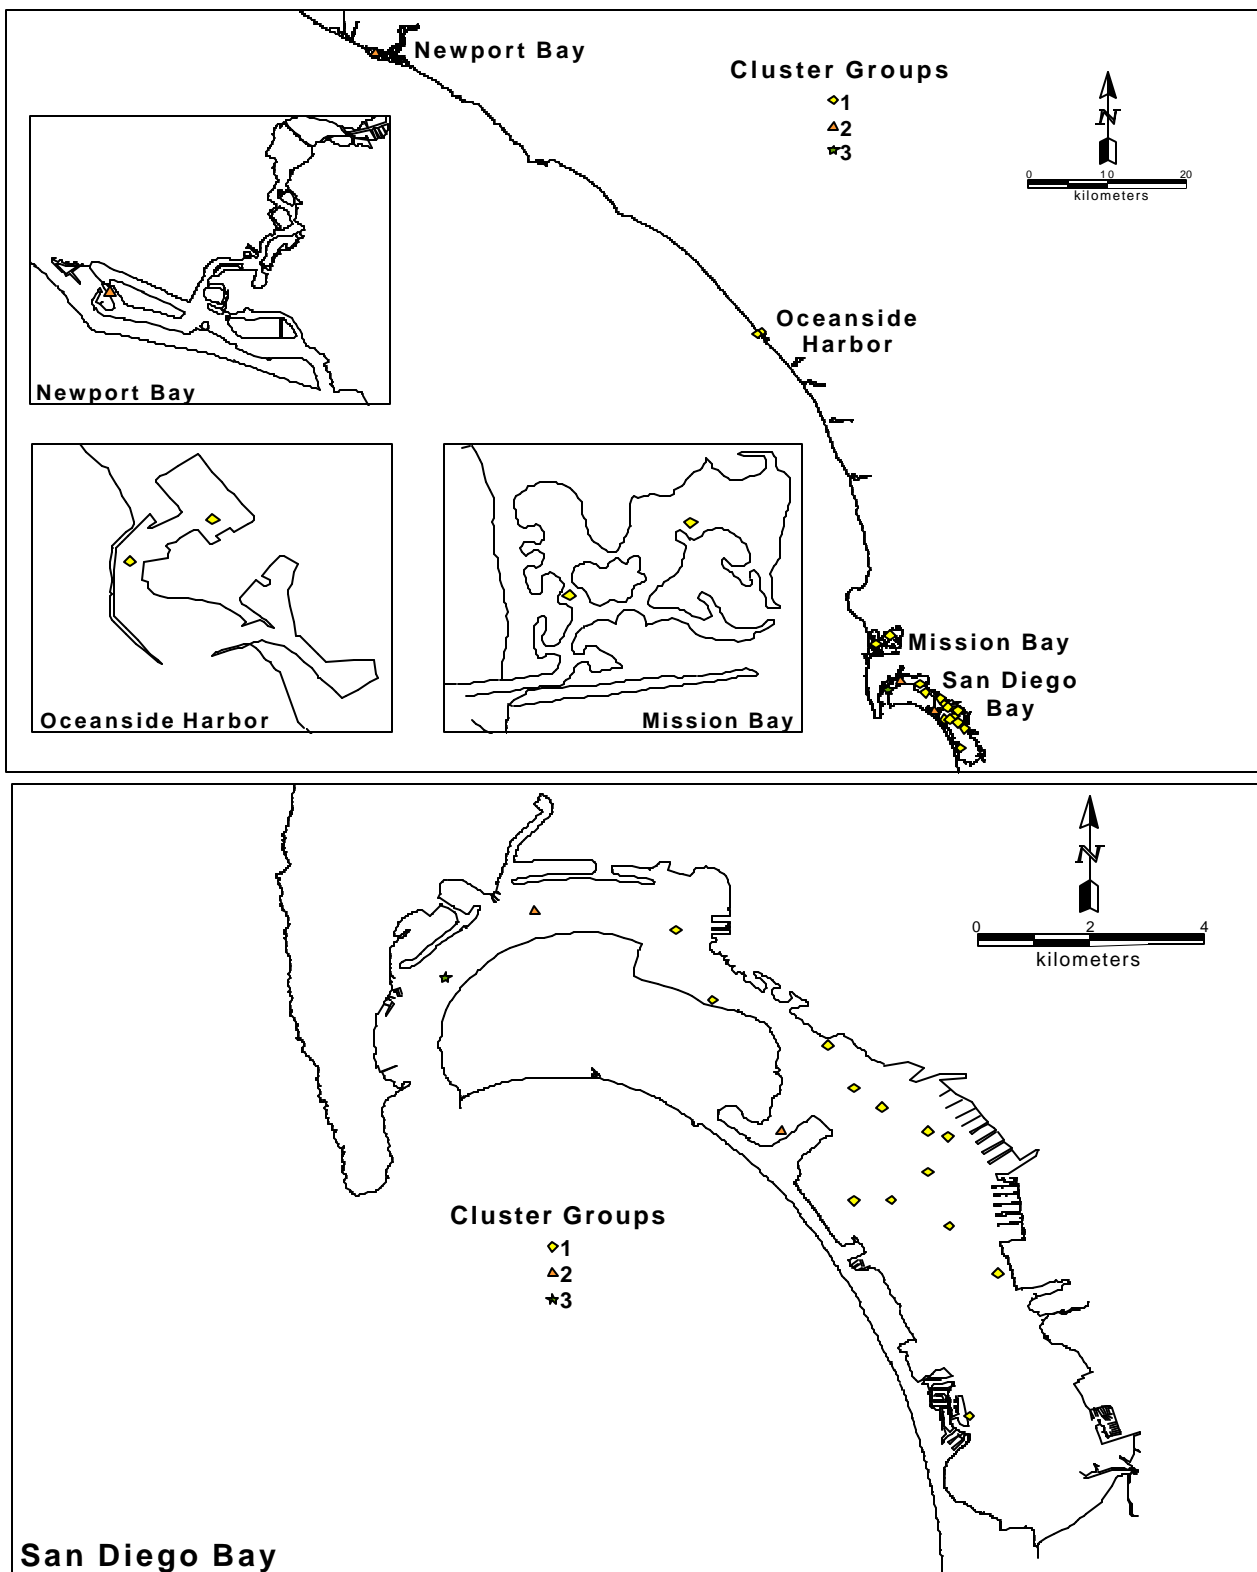 Newport Bay
Cluster Groups
1
2
3
N
0 10 20
kilometers
Newport Bay
Oceanside
Harbor
Oceanside Harbor
Mission Bay
Mission Bay
San Diego
Bay
N
0 2 4
kilometers
Cluster Groups
1
2
3
San Diego Bay